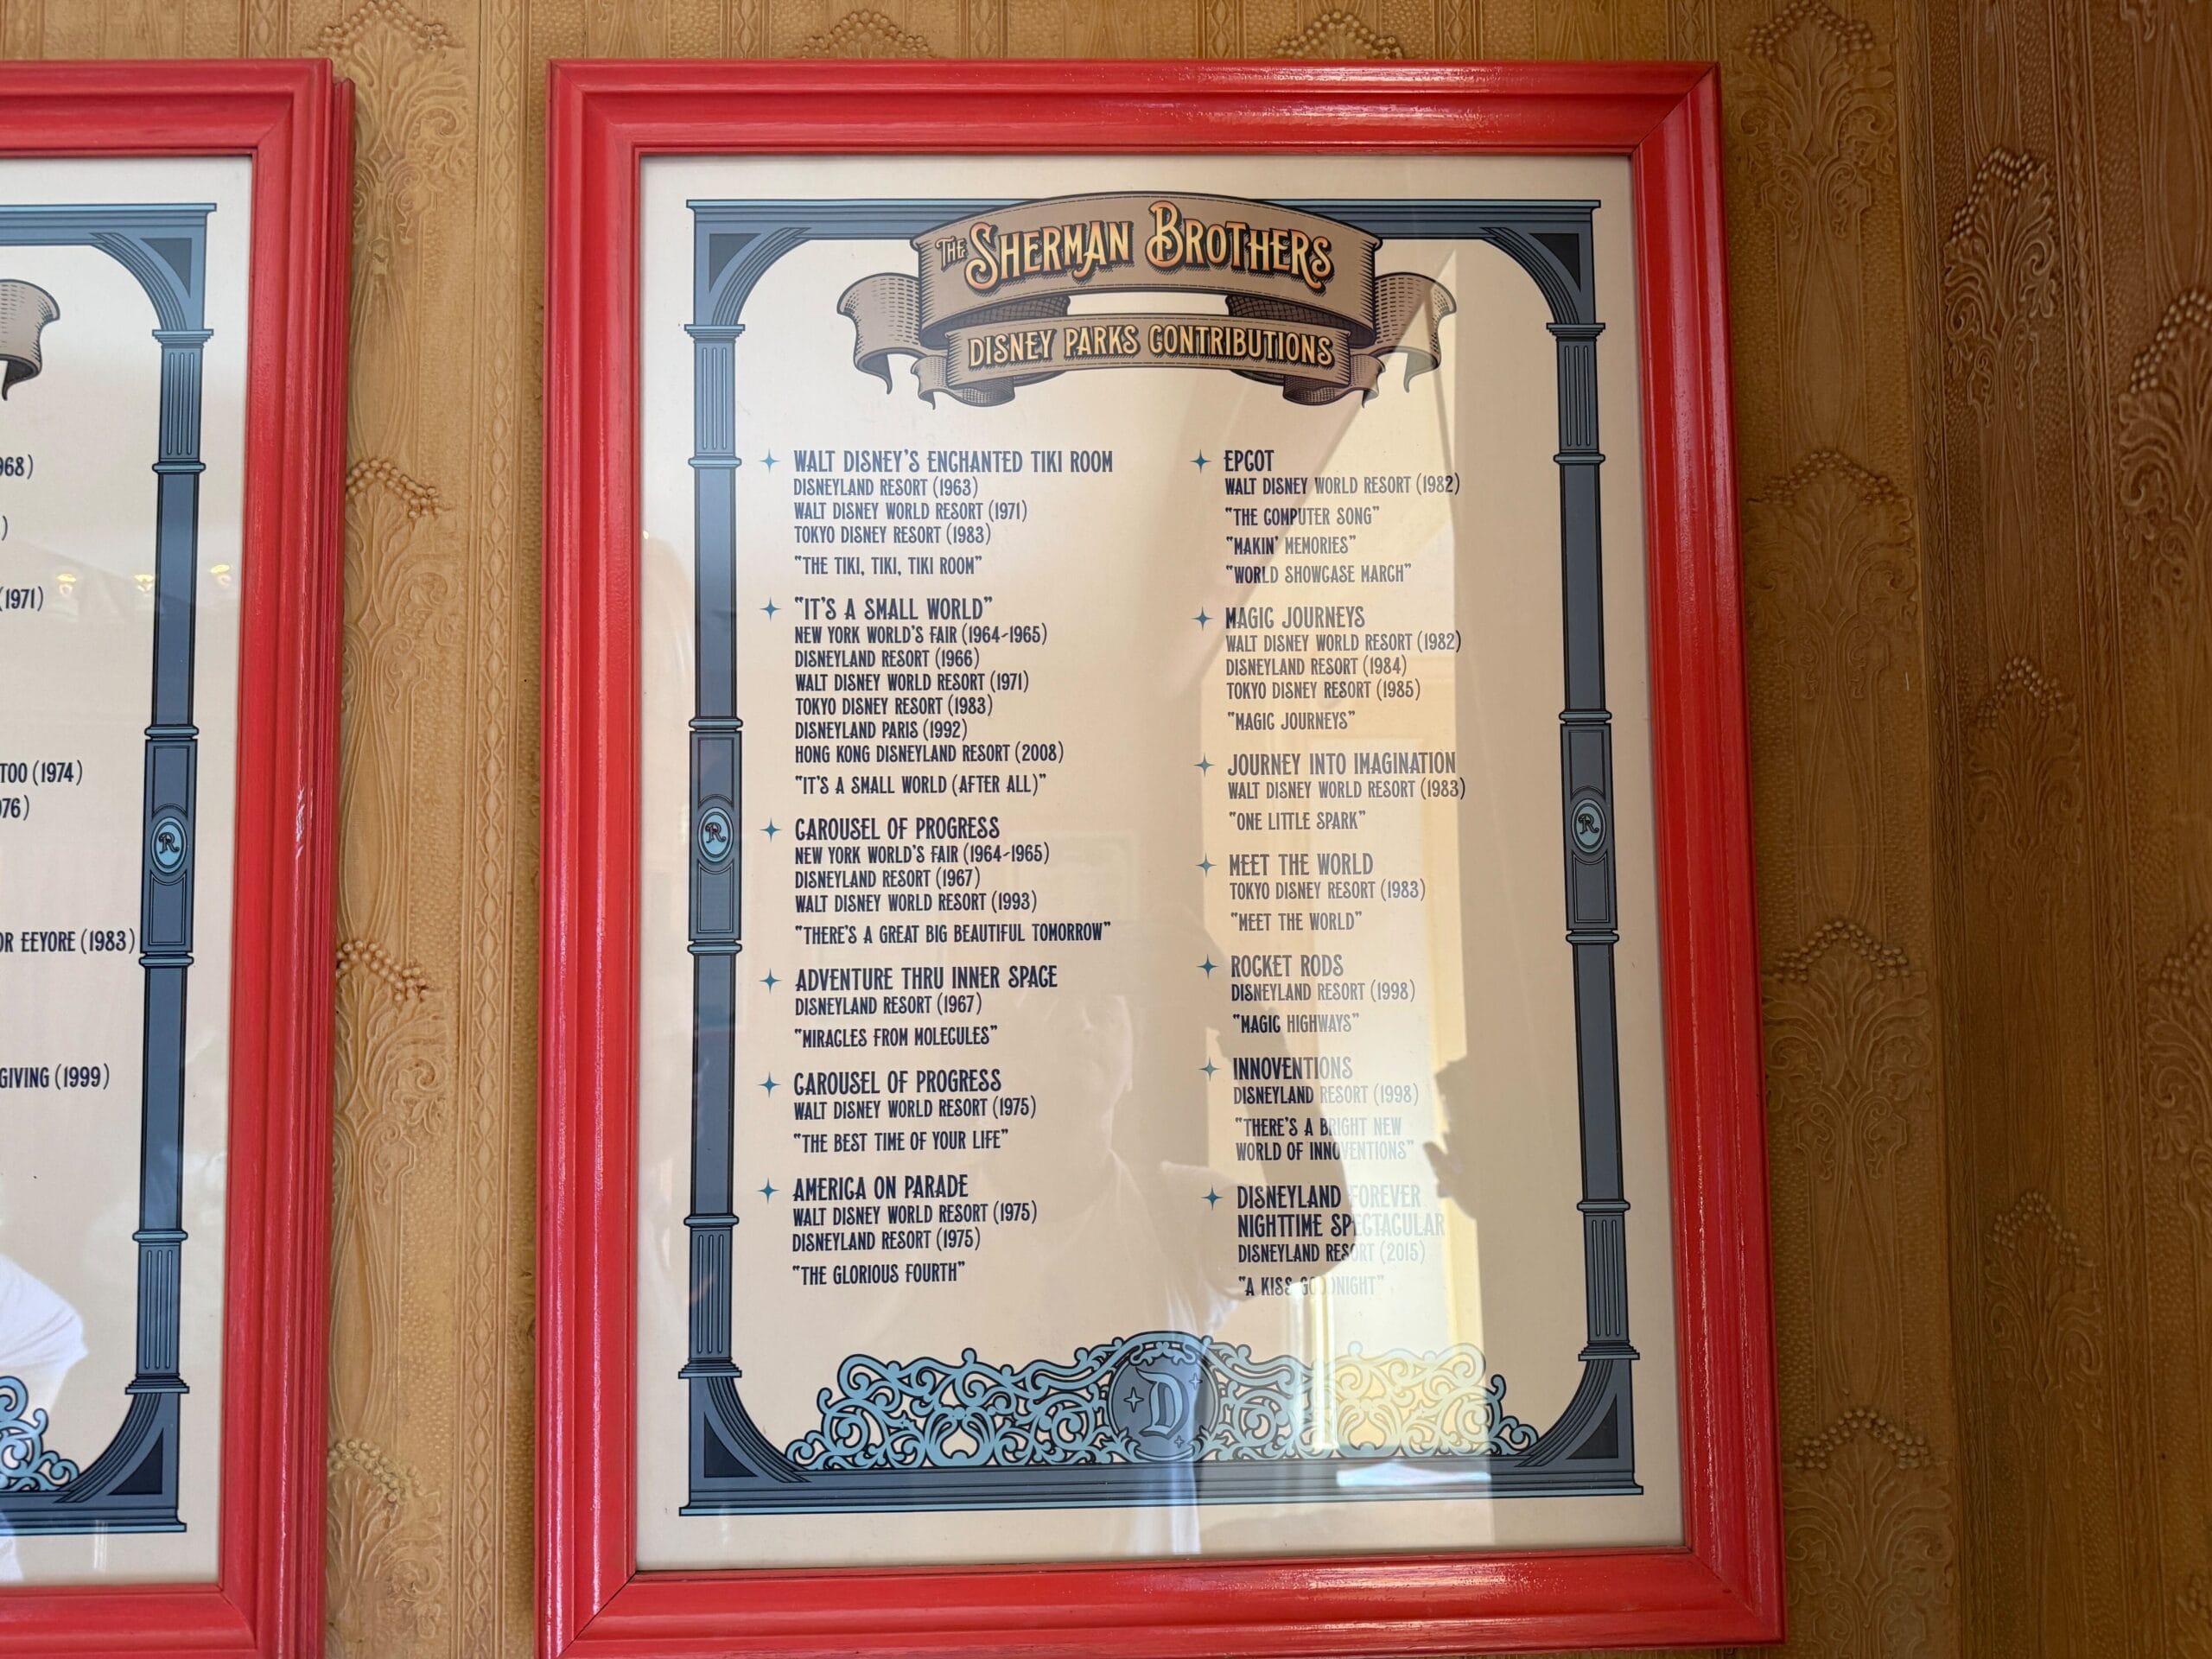 968)
)
(1971)
TOO (1974)
976)
OR EEYORE (1983)
GIVING (1999)
R
THE SHERMAN BROTHERS
DISNEY PARKS CONTRIBUTIONS
WALT DISNEY'S ENCHANTED TIKI ROOM
DISNEYLAND RESORT (1963)
WALT DISNEY WORLD RESORT (1971)
TOKYO DISNEY RESORT (1983)
"THE TIKI, TIKI, TIKI ROOM"
"IT'S A SMALL WORLD"
NEW YORK WORLD'S FAIR (1964-1965)
DISNEYLAND RESORT (1966)
WALT DISNEY WORLD RESORT (1971)
TOKYO DISNEY RESORT (1983)
DISNEYLAND PARIS (1992)
HONG KONG DISNEYLAND RESORT (2008)
"IT'S A SMALL WORLD (AFTER ALL)"
CAROUSEL OF PROGRESS
NEW YORK WORLD'S FAIR (1964-1965)
DISNEYLAND RESORT (1967)
WALT DISNEY WORLD RESORT (1993)
"THERE'S A GREAT BIG BEAUTIFUL TOMORROW"
ADVENTURE THRU INNER SPACE
DISNEYLAND RESORT (1967)
"MIRACLES FROM MOLECULES"
CAROUSEL OF PROGRESS
WALT DISNEY WORLD RESORT (1975)
"THE BEST TIME OF YOUR LIFE"
AMERICA ON PARADE
WALT DISNEY WORLD RESORT (1975)
DISNEYLAND RESORT (1975)
"THE GLORIOUS FOURTH"
EPCOT
WALT DISNEY WORLD RESORT (1982)
"THE COMPUTER SONG"
"MAKIN' MEMORIES"
"WORLD SHOWCASE MARCH"
MAGIC JOURNEYS
WALT DISNEY WORLD RESORT (1982)
DISNEYLAND RESORT (1984)
TOKYO DISNEY RESORT (1985)
"MAGIC JOURNEYS"
JOURNEY INTO IMAGINATION
WALT DISNEY WORLD RESORT (1983)
"ONE LITTLE SPARK"
MEET THE WORLD
TOKYO DISNEY RESORT (1983)
"MEET THE WORLD"
ROCKET RODS
DISNEYLAND RESORT (1998)
"MAGIC HIGHWAYS"
INNOVENTIONS
DISNEYLAND RESORT (1998)
"THERE'S A BRIGHT NEW
WORLD OF INNOVENTIONS"
DISNEYLAND FOREVER
NIGHTTIME SPECTACULAR
DISNEYLAND RESORT (2015)
"A KISS GOODNIGHT"
R
R
D